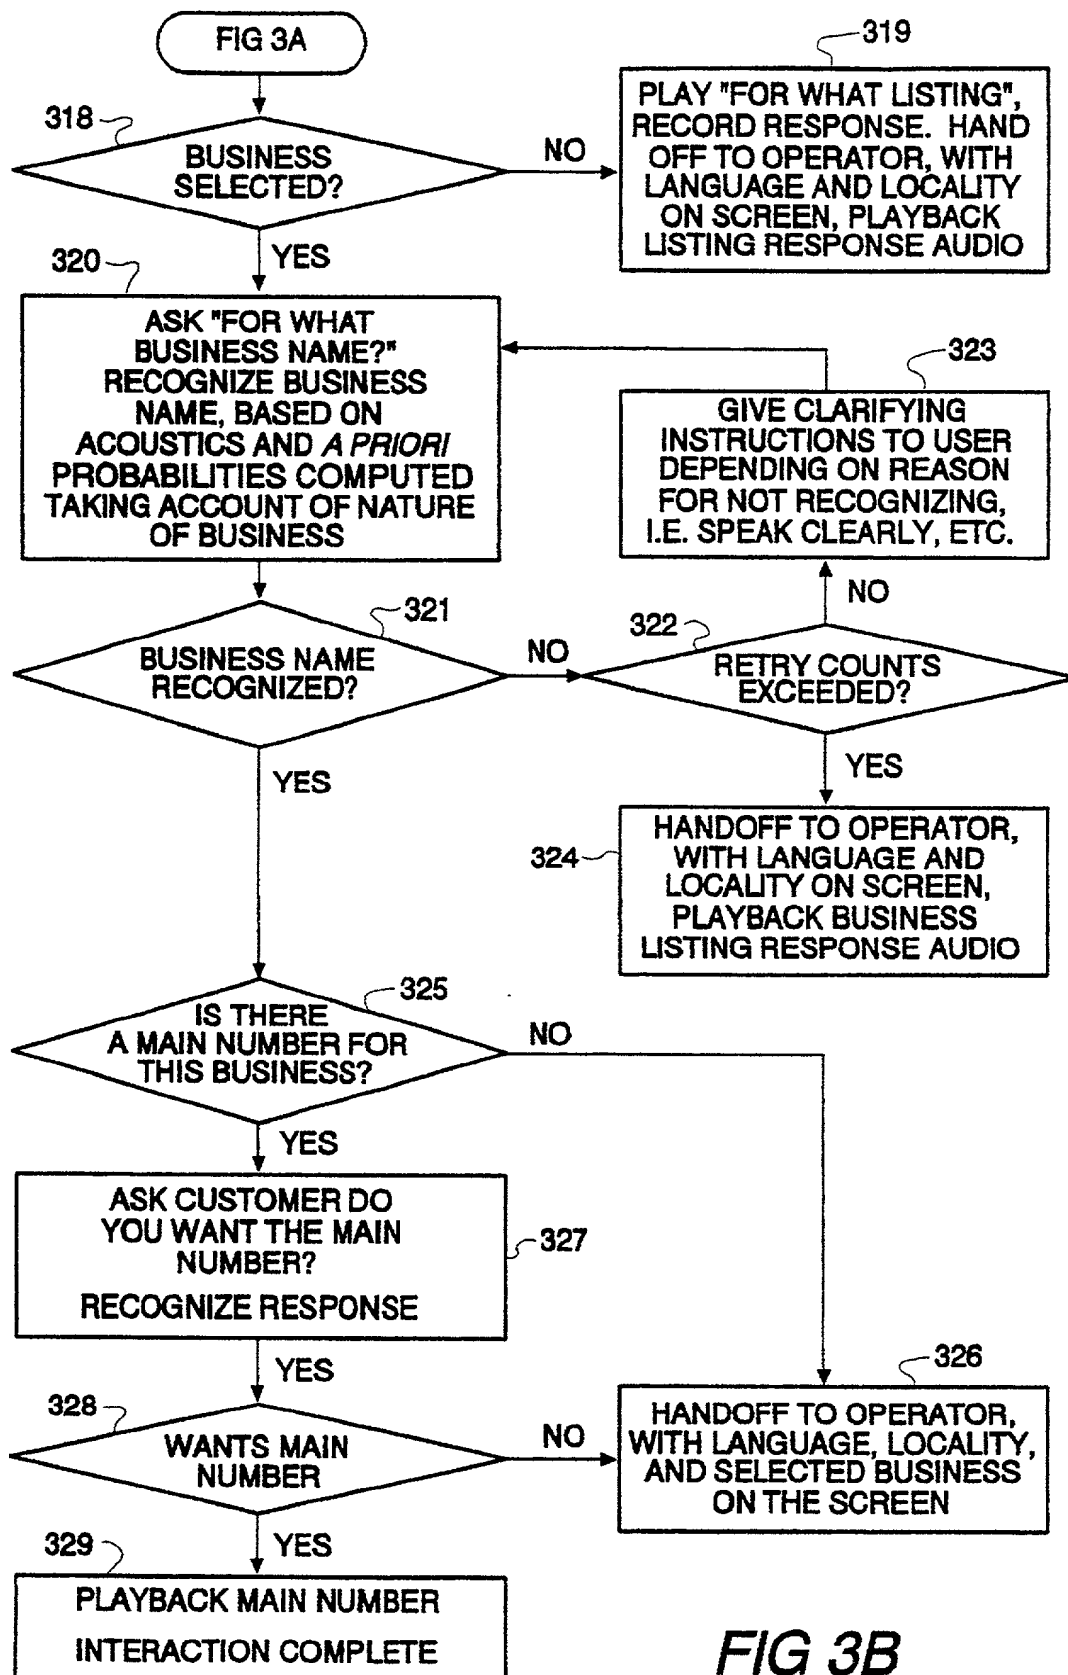 FIG 3A
318
BUSINESS
SELECTED?
NO
YES
319
PLAY "FOR WHAT LISTING",
RECORD RESPONSE. HAND
OFF TO OPERATOR, WITH
LANGUAGE AND LOCALITY
ON SCREEN, PLAYBACK
LISTING RESPONSE AUDIO
320
ASK "FOR WHAT
BUSINESS NAME?"
RECOGNIZE BUSINESS
NAME, BASED ON
ACOUSTICS AND A PRIORI
PROBABILITIES COMPUTED
TAKING ACCOUNT OF NATURE
OF BUSINESS
323
GIVE CLARIFYING
INSTRUCTIONS TO USER
DEPENDING ON REASON
FOR NOT RECOGNIZING,
I.E. SPEAK CLEARLY, ETC.
NO
321
BUSINESS NAME
RECOGNIZED?
NO
YES
322
RETRY COUNTS
EXCEEDED?
YES
324
HANDOFF TO OPERATOR,
WITH LANGUAGE AND
LOCALITY ON SCREEN,
PLAYBACK BUSINESS
LISTING RESPONSE AUDIO
325
IS THERE
A MAIN NUMBER FOR
THIS BUSINESS?
NO
YES
ASK CUSTOMER DO
YOU WANT THE MAIN
NUMBER?
RECOGNIZE RESPONSE
327
YES
328
WANTS MAIN
NUMBER
NO
YES
326
HANDOFF TO OPERATOR,
WITH LANGUAGE, LOCALITY,
AND SELECTED BUSINESS
ON THE SCREEN
329
PLAYBACK MAIN NUMBER
INTERACTION COMPLETE
FIG 3B